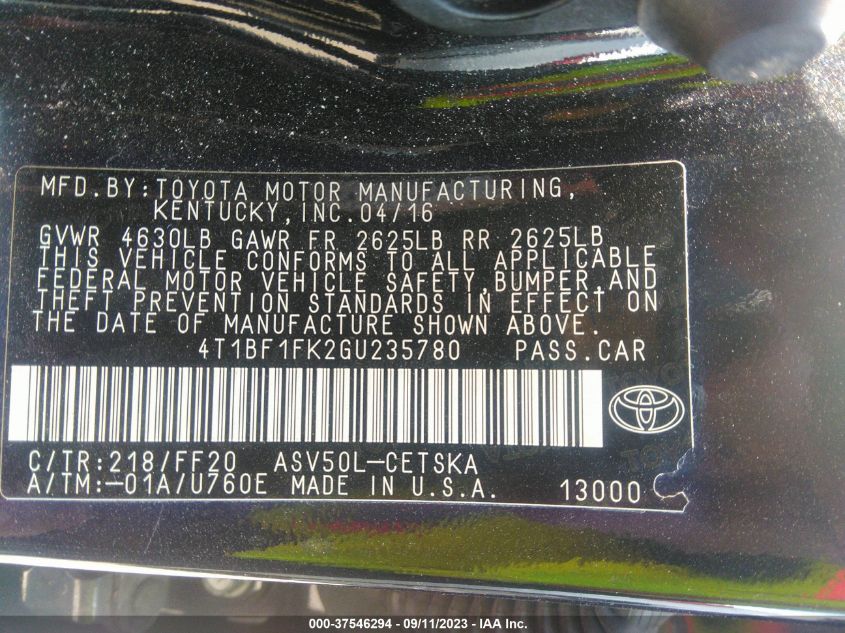 MFD.BY:TOYOTA MOTOR MANUFACTURING,
KENTUCKY,INC.04/16
GVWR 4630LB GAWR FR 2625LB RR 2625LB
THIS VEHICLE CONFORMS TO ALL APPLICABLE
FEDERAL MOTOR VEHICLE SAFETY,BUMPER,AND
THEFT PREVENTION STANDARDS IN EFFECT ON
THE DATE OF MANUFACTURE SHOWN ABOVE.
4T1BF1FK2GU235780 PASS.CAR
C/TR:218/FF20 ASV50L-CETSKA
A/TM:-01A/U760E MADE IN U.S.A. 13000
000-37546294 - 09/11/2023 - IAA Inc.